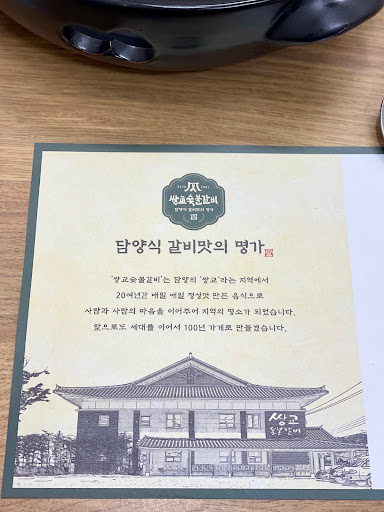 쌍교숯불갈비
담양식 갈비맛의 명가
담양식 갈비맛의 명가
'쌍교숯불갈비'는 담양의 '쌍교'라는 지역에서
20여년간 매일 매일 정성껏 만든 음식으로
사람과 사람의 마음을 이어주어 지역의 명소가 되었습니다.
앞으로도 세대를 이어서 100년 가게로 만들겠습니다.
쌍교
숯불갈비